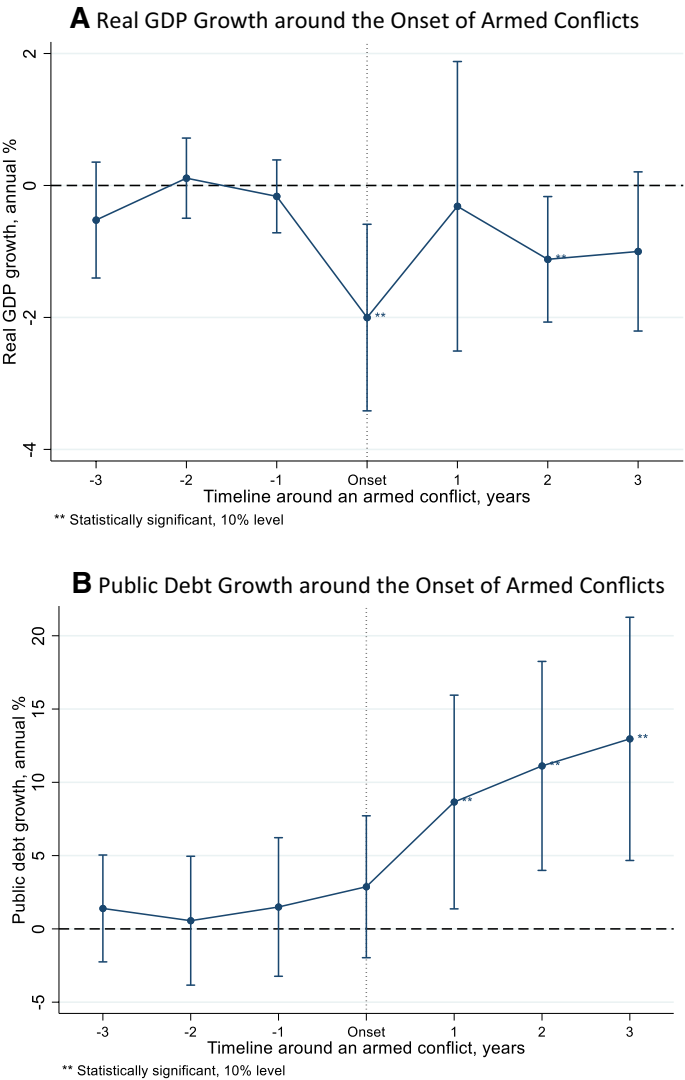 A Real GDP Growth around the Onset of Armed Conflicts
Real GDP growth, annual %
2
0
-2
-4
**
**
-3 -2 -1 Onset 1 2 3
Timeline around an armed conflict, years
** Statistically significant, 10% level
B Public Debt Growth around the Onset of Armed Conflicts
Public debt growth, annual %
20
15
10
5
0
-5
**
**
**
-3 -2 -1 Onset 1 2 3
Timeline around an armed conflict, years
** Statistically significant, 10% level